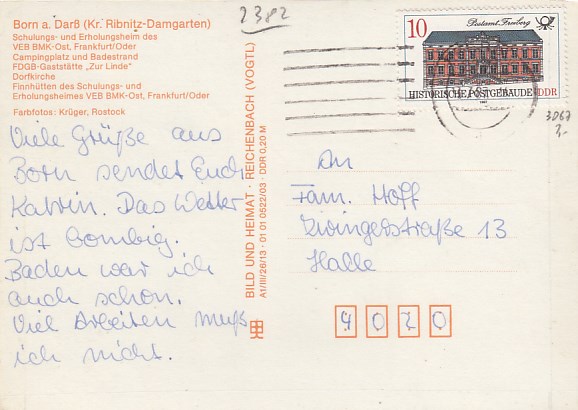 2382
Born a. Darß (Kr. Ribnitz-Damgarten)
Schulungs- und Erholungsheim des
VEB BMK-Ost, Frankfurt/Oder
Campingplatz und Badestrand
FDGB-Gaststätte „Zur Linde“
Dorfkirche
Finnhütten des Schulungs- und
Erholungsheimes VEB BMK-Ost, Frankfurt/Oder
Farbfotos: Krüger, Rostock
Viele Grüße aus
Born sendet Euch
Katrin. Das Wetter
ist bombig.
Baden war ich
auch schon.
Viel Arbeiten muß
ich nicht.
BILD UND HEIMAT · REICHENBACH (VOGTL)
A1/III/26/13 · 01 01 0522/03 · DDR 0,20 M
10
Postamt Freiberg
HISTORISCHE POSTGEBÄUDE DDR
1987
3067
2,-
An
Fam. Hoff
Zwingerstraße 13
Halle
4020